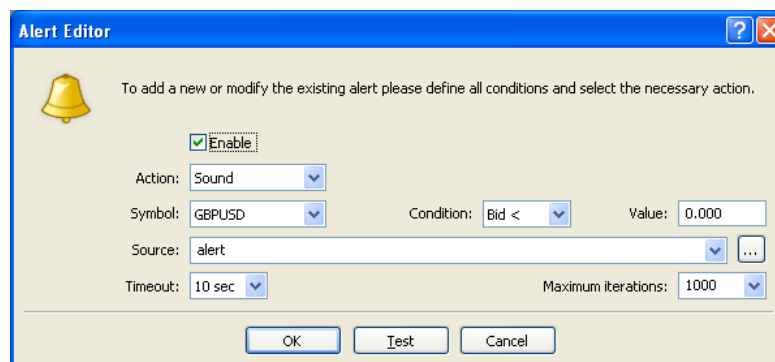 Alert Editor
To add a new or modify the existing alert please define all conditions and select the necessary action.
Enable
Action: Sound
Symbol: GBPUSD Condition: Bid < Value: 0.000
Source: alert ...
Timeout: 10 sec Maximum iterations: 1000
OK Test Cancel